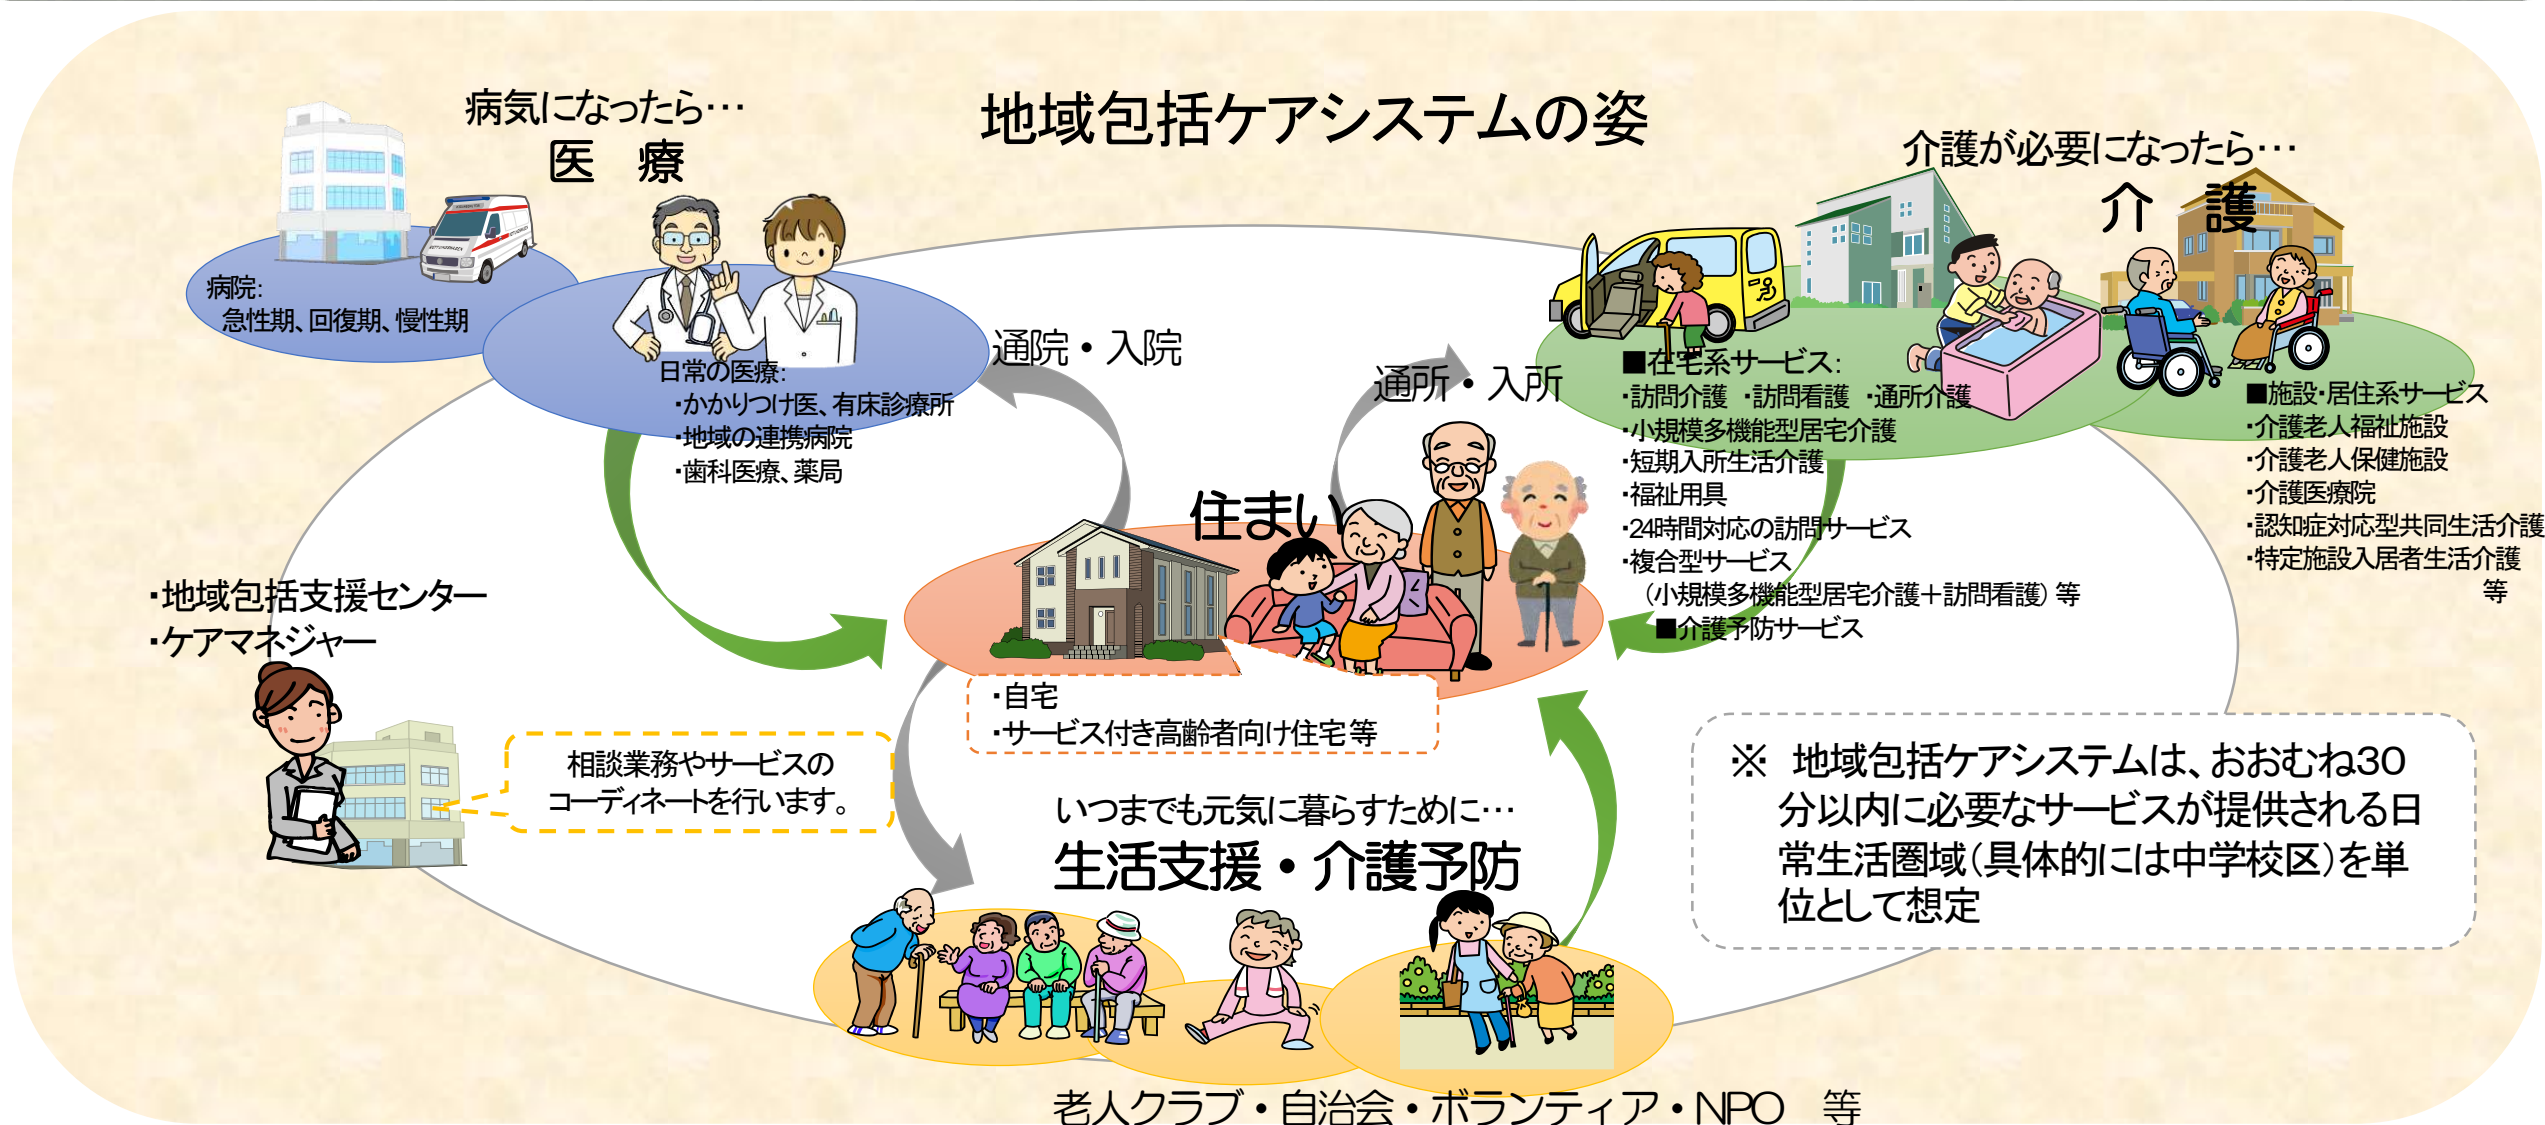 地域包括ケアシステムの姿
病気になったら…
医　療
病院:
急性期、回復期、慢性期
日常の医療:
・かかりつけ医、有床診療所
・地域の連携病院
・歯科医療、薬局
通院・入院
通所・入所
介護が必要になったら…
介　護
■在宅系サービス:
・訪問介護　・訪問看護　・通所介護
・小規模多機能型居宅介護
・短期入所生活介護
・福祉用具
・24時間対応の訪問サービス
・複合型サービス
（小規模多機能型居宅介護＋訪問看護）等
■介護予防サービス
■施設・居住系サービス
・介護老人福祉施設
・介護老人保健施設
・介護医療院
・認知症対応型共同生活介護
・特定施設入居者生活介護
等
住まい
・自宅
・サービス付き高齢者向け住宅 等
・地域包括支援センター
・ケアマネジャー
相談業務やサービスの
コーディネートを行います。
いつまでも元気に暮らすために…
生活支援・介護予防
老人クラブ・自治会・ボランティア・NPO　等
※　地域包括ケアシステムは、おおむね30
分以内に必要なサービスが提供される日
常生活圏域（具体的には中学校区）を単
位として想定